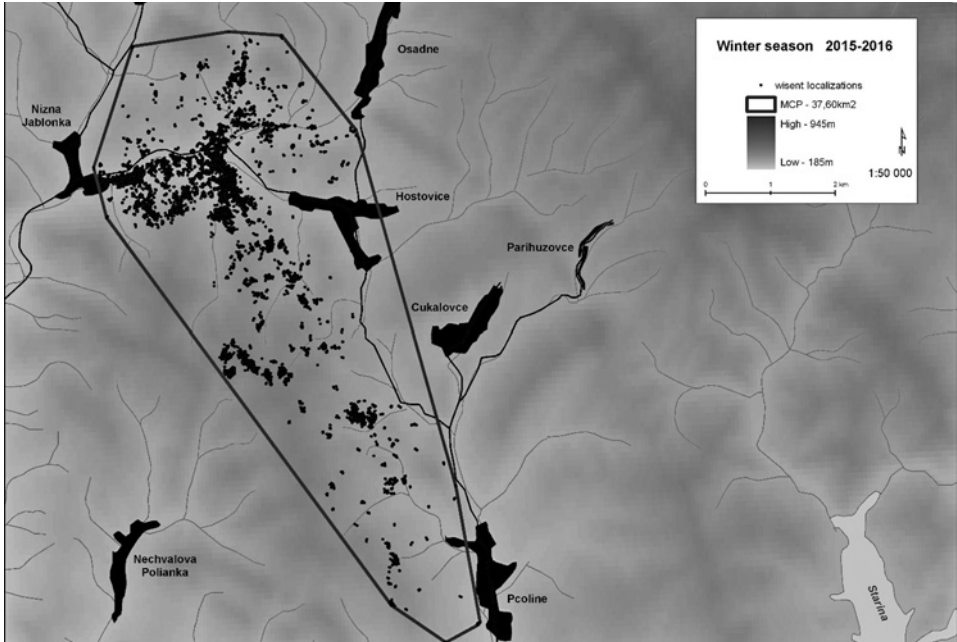 Osadne
Winter season 2015-2016
wisent localizations
MCP - 37,60km2
High - 945m
Low - 185m
N
1:50 000
0 1 2 km
Nizna
Jablonka
Hostovice
Parihuzovce
Cukalovce
Nechvalova
Polianka
Pcoline
Starina